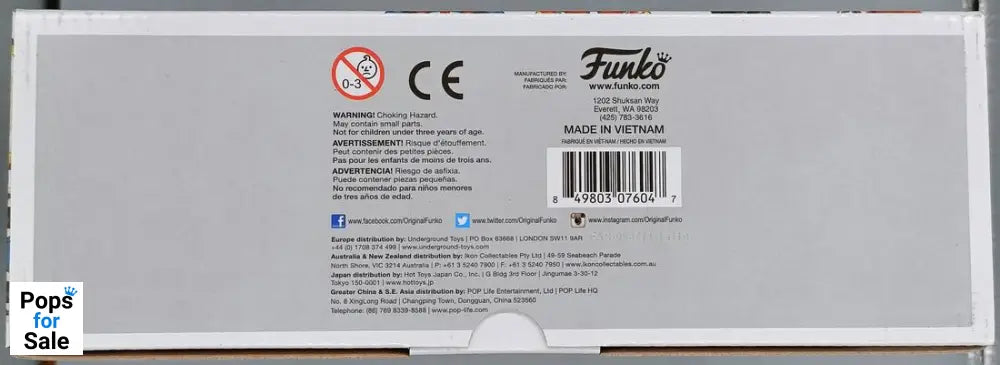 0-3
CE
WARNING! Choking Hazard.
May contain small parts.
Not for children under three years of age.
AVERTISSEMENT! Risque d'étouffement.
Peut contenir des petites pièces.
Pas pour les enfants de moins de trois ans.
ADVERTENCIA! Riesgo de asfixia.
Puede contener piezas pequeñas.
No recomendado para niños menores
de tres años de edad.
MANUFACTURED BY:
FABRIQUÉS PAR:
FABRICADO POR:
Funko
www.funko.com
1202 Shuksan Way
Everett, WA 98203
(425) 783-3616
MADE IN VIETNAM
FABRIQUÉ EN VIÊT-NAM / HECHO EN VIETNAM
8 49803 07604 7
www.facebook.com/OriginalFunko
www.twitter.com/OriginalFunko
www.instagram.com/OriginalFunko
Europe distribution by: Underground Toys | PO Box 63668 | LONDON SW11 9AR
+44 (0) 1708 374 499 | www.underground-toys.com
Australia & New Zealand distribution by: Ikon Collectables Pty Ltd | 49-59 Seabeach Parade
North Shore, VIC 3214 Australia | P: +61 3 5240 7900 | F: +61 3 5240 7950 | www.ikoncollectables.com.au
Japan distribution by: Hot Toys Japan Co., Inc. | G Bldg 3rd Floor | Jingumae 3-30-12
Tokyo 150-0001 | www.hottoys.jp
Greater China & S.E. Asia distribution by: POP Life Entertainment, Ltd | POP Life HQ
No. 8 XingLong Road | Changping Town, Dongguan, China 523560
Telephone: (86) 769 8339-8588 | www.pop-life.com
Pops
for
Sale